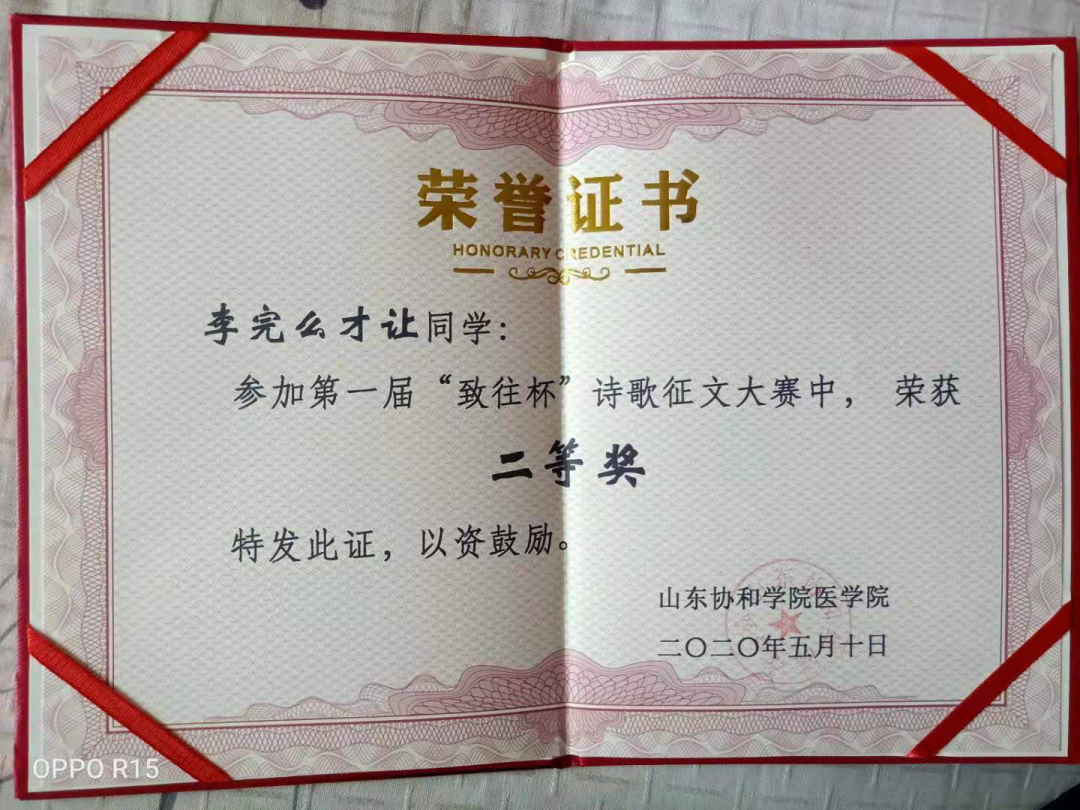 荣誉证书
HONORARY CREDENTIAL
李完么才让同学：
参加第一届“致往杯”诗歌征文大赛中， 荣获
二等奖
特发此证，以资鼓励。
山东协和学院医学院
二〇二〇年五月十日
OPPO R15